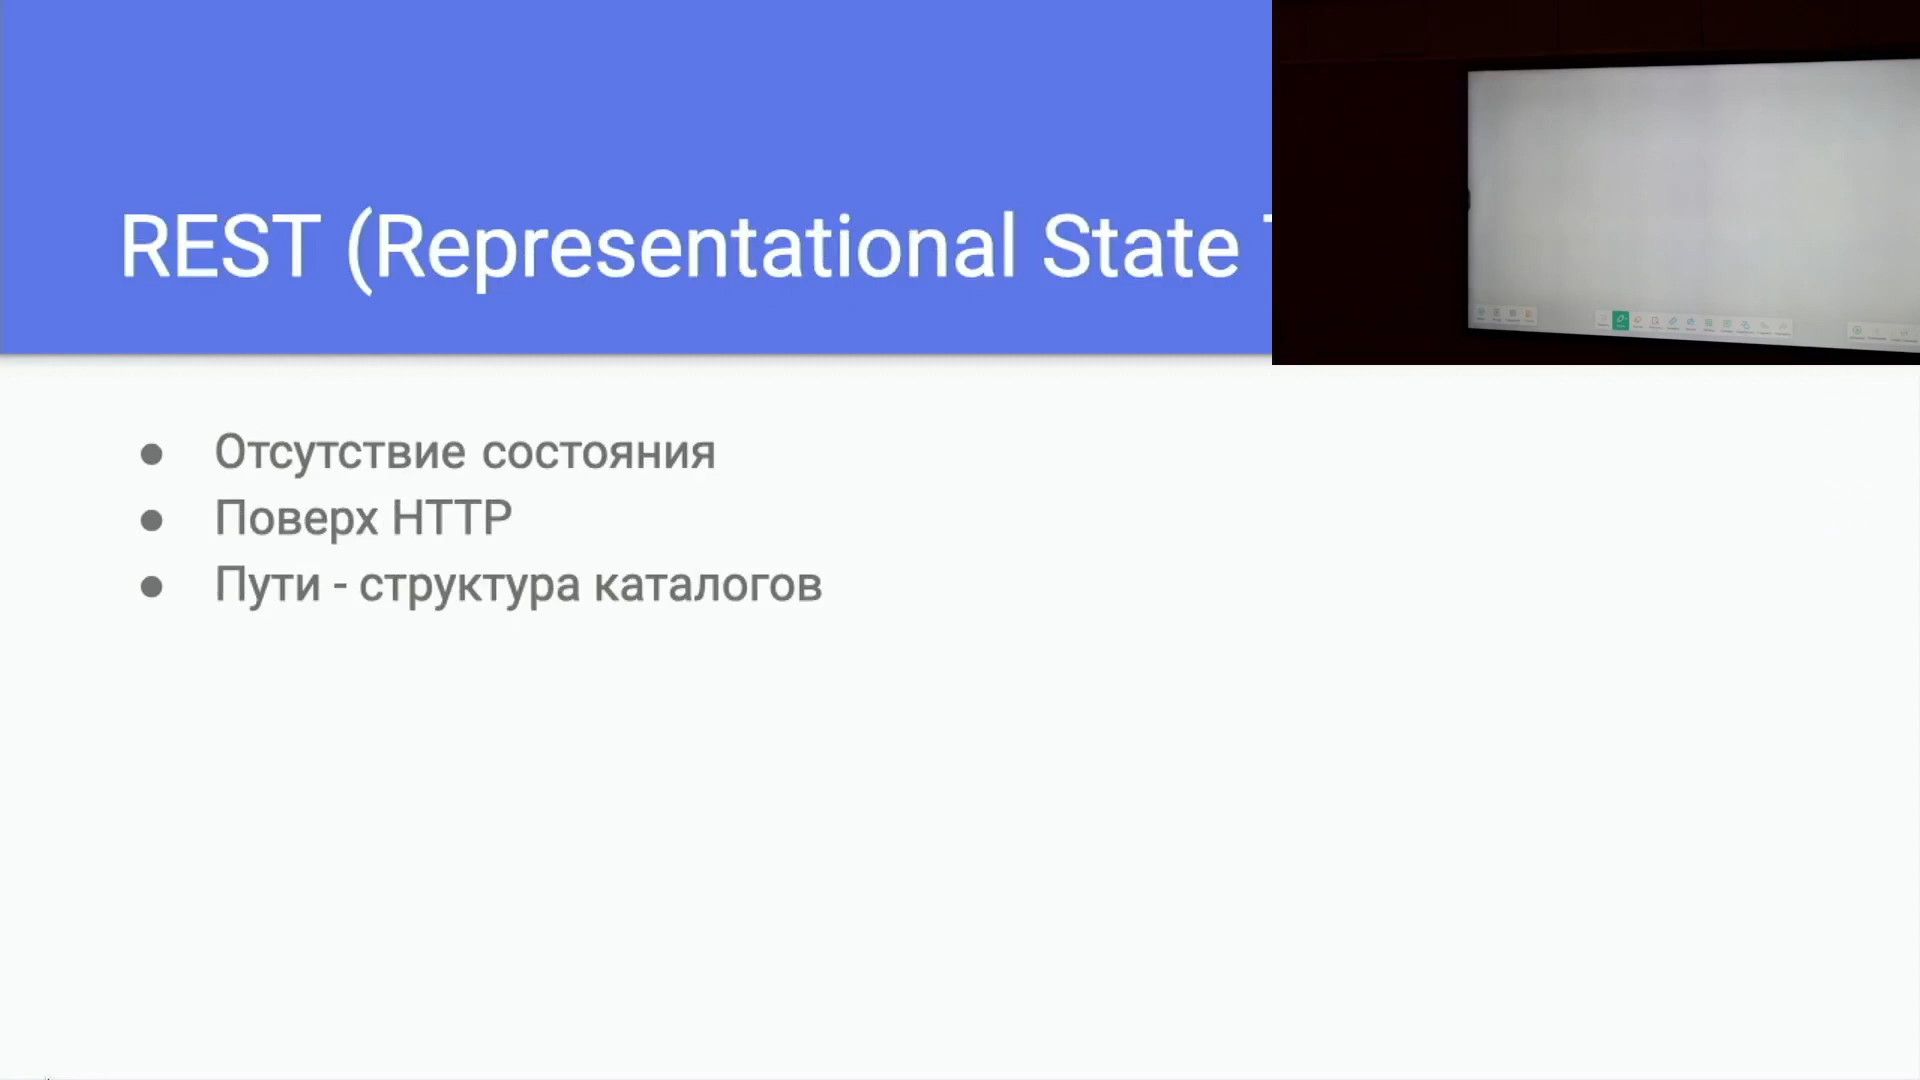 REST (Representational State
Отсутствие состояния
Поверх HTTP
Пути - структура каталогов